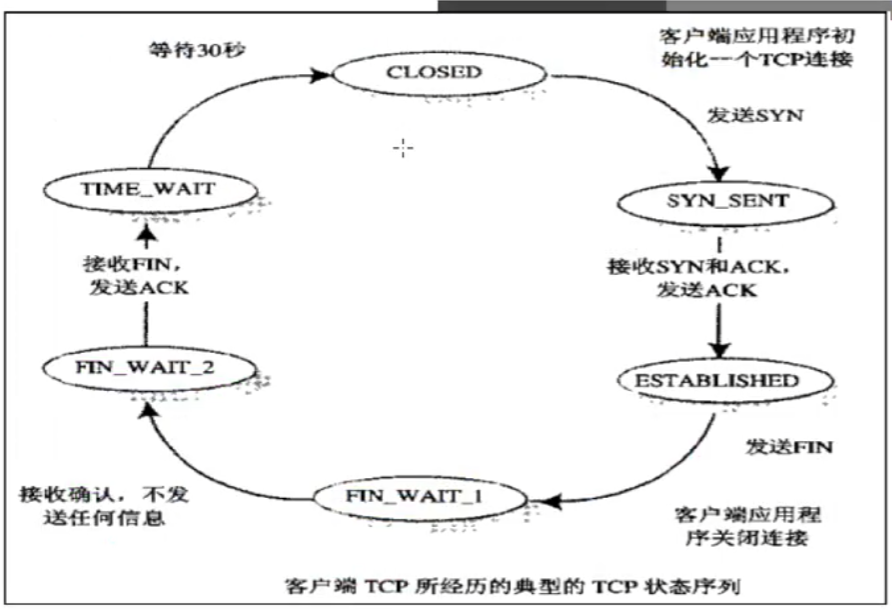 等待30秒
CLOSED
客户端应用程序初
始化一个TCP连接
发送SYN
TIME_WAIT
SYN_SENT
接收FIN，
发送ACK
接收SYN和ACK，
发送ACK
FIN_WAIT_2
ESTABLISHED
发送FIN
接收确认，不发
送任何信息
FIN_WAIT_1
客户端应用程
序关闭连接
客户端 TCP 所经历的典型的 TCP 状态序列